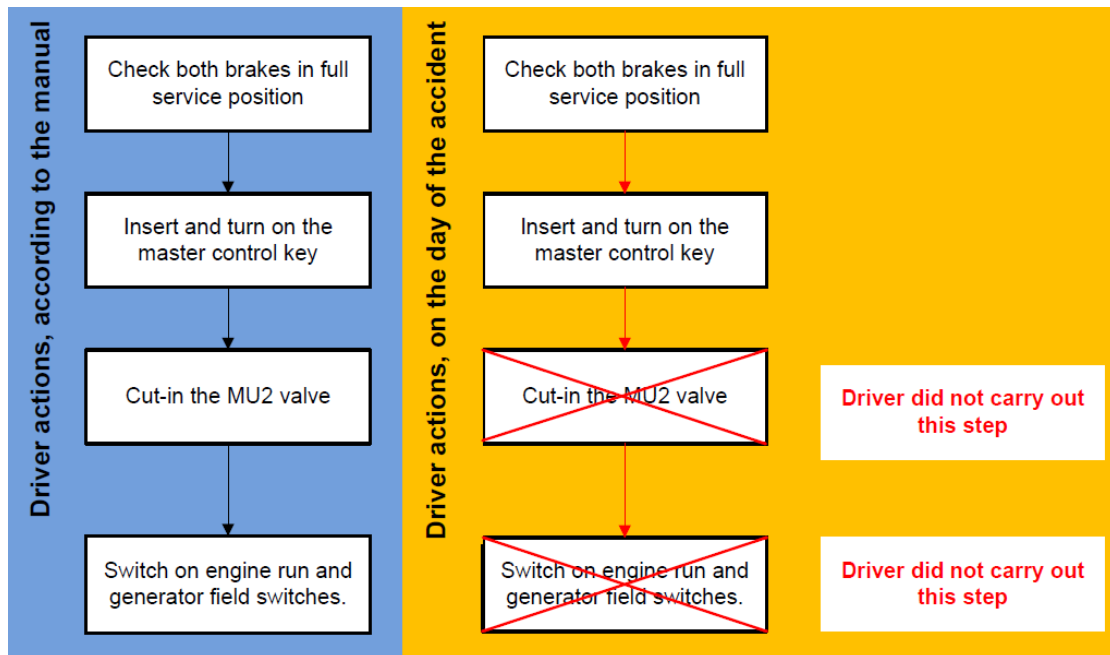 Driver actions, according to the manual
Check both brakes in full
service position
Insert and turn on the
master control key
Cut-in the MU2 valve
Switch on engine run and
generator field switches.
Driver actions, on the day of the accident
Check both brakes in full
service position
Insert and turn on the
master control key
Cut-in the MU2 valve
Driver did not carry out
this step
Switch on engine run and
generator field switches.
Driver did not carry out
this step